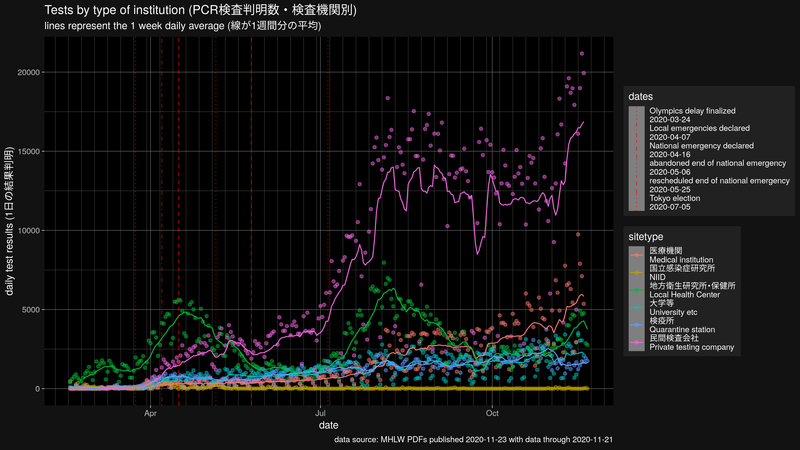 Tests by type of institution (PCR検査判明数・検査機関別)
lines represent the 1 week daily average (線が1週間分の平均)
daily test results (1日の結果判明)
20000
15000
10000
5000
0
Apr
Jul
Oct
date
dates
Olympics delay finalized
2020-03-24
Local emergencies declared
2020-04-07
National emergency declared
2020-04-16
abandoned end of national emergency
2020-05-06
rescheduled end of national emergency
2020-05-25
Tokyo election
2020-07-05
sitetype
医療機関
Medical institution
国立感染症研究所
NIID
地方衛生研究所・保健所
Local Health Center
大学等
University etc
検疫所
Quarantine station
民間検査会社
Private testing company
data source: MHLW PDFs published 2020-11-23 with data through 2020-11-21